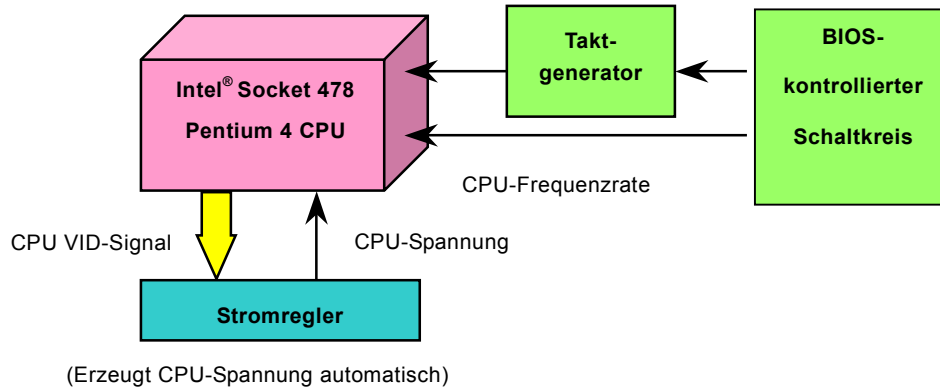 Intel® Socket 478
Pentium 4 CPU
Takt-
generator
BIOS-
kontrollierter
Schaltkreis
CPU-Frequenzrate
CPU VID-Signal
CPU-Spannung
Stromregler
(Erzeugt CPU-Spannung automatisch)